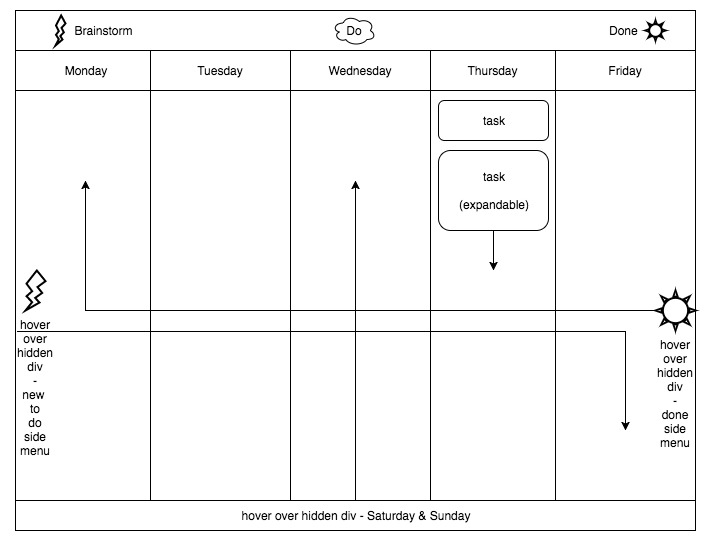 Brainstorm
Do
Done
Monday
Tuesday
Wednesday
Thursday
Friday
task
task
(expandable)
hover
over
hidden
div
-
new
to
do
side
menu
hover
over
hidden
div
-
done
side
menu
hover over hidden div - Saturday & Sunday